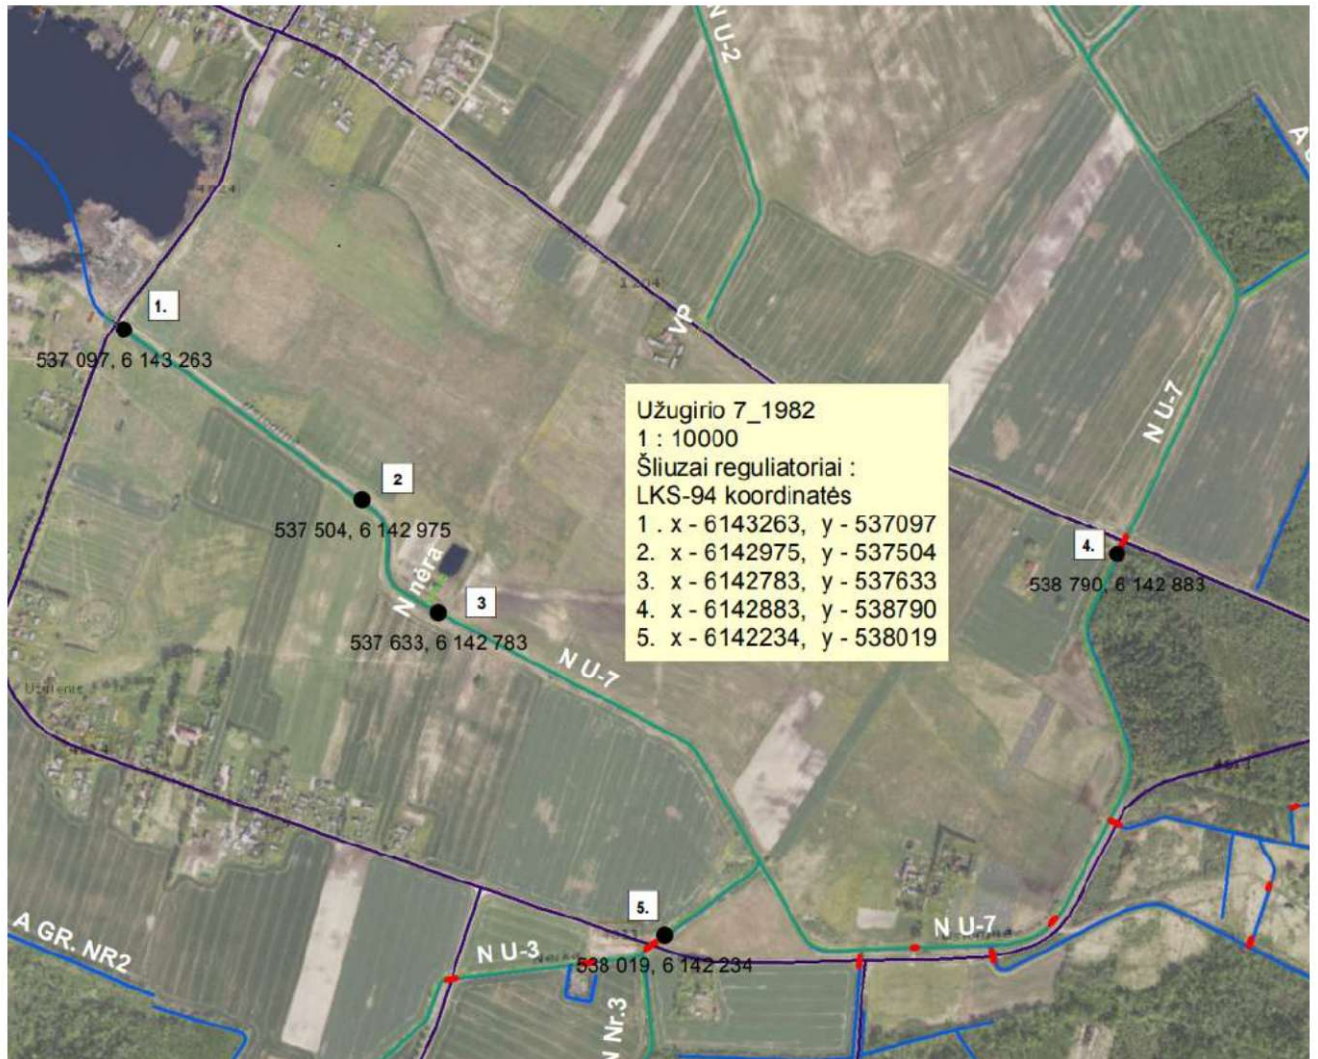 N U-2
A
1204
1.
537 097, 6 143 263
VP
Užugirio 7_1982
1 : 10000
Šliuzai reguliatoriai :
LKS-94 koordinatės
1 . x - 6143263, y - 537097
2. x - 6142975, y - 537504
3. x - 6142783, y - 537633
4. x - 6142883, y - 538790
5. x - 6142234, y - 538019
N U-7
2
537 504, 6 142 975
4.
538 790, 6 142 883
N nėra
3
537 633, 6 142 783
N U-7
5.
A GR. NR2
N U-3
N U-7
538 019, 6 142 234
N Nr.3